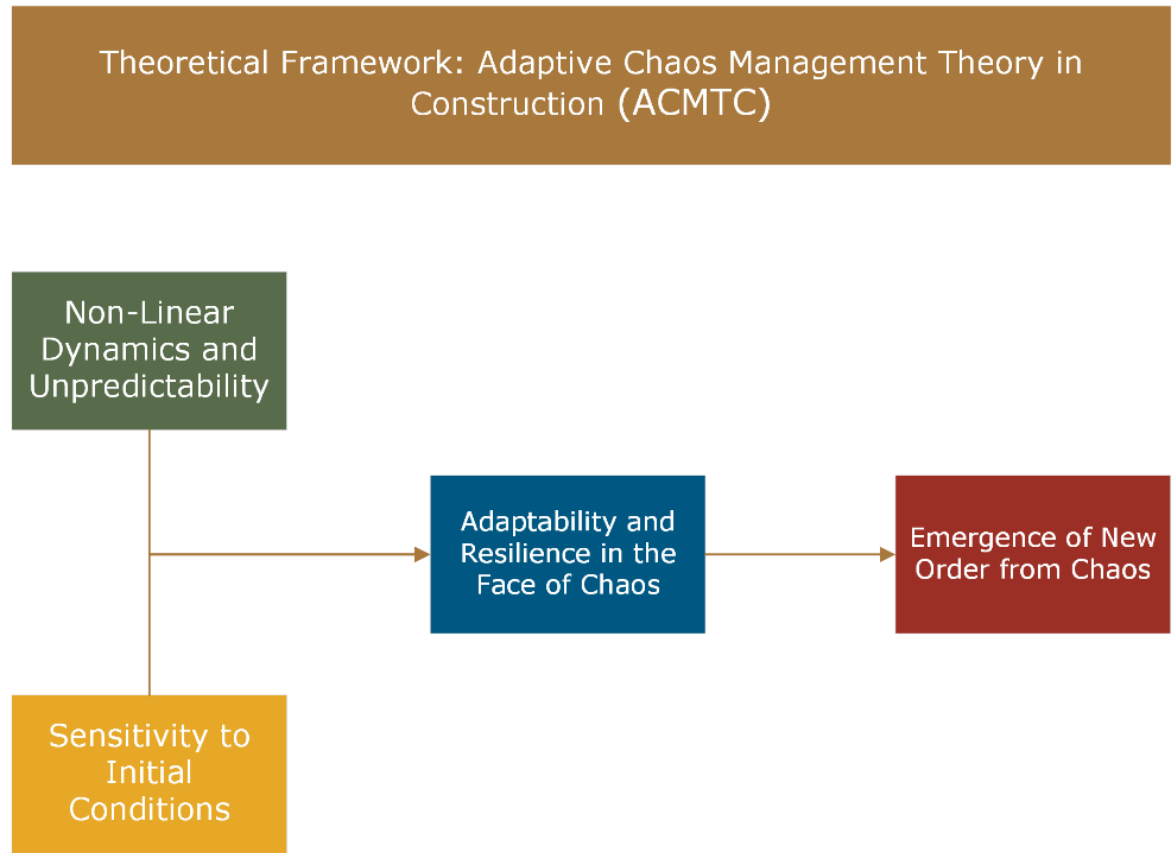 Theoretical Framework: Adaptive Chaos Management Theory in
Construction (ACMTC)
Non-Linear
Dynamics and
Unpredictability
Sensitivity to
Initial
Conditions
Adaptability and
Resilience in the
Face of Chaos
Emergence of New
Order from Chaos